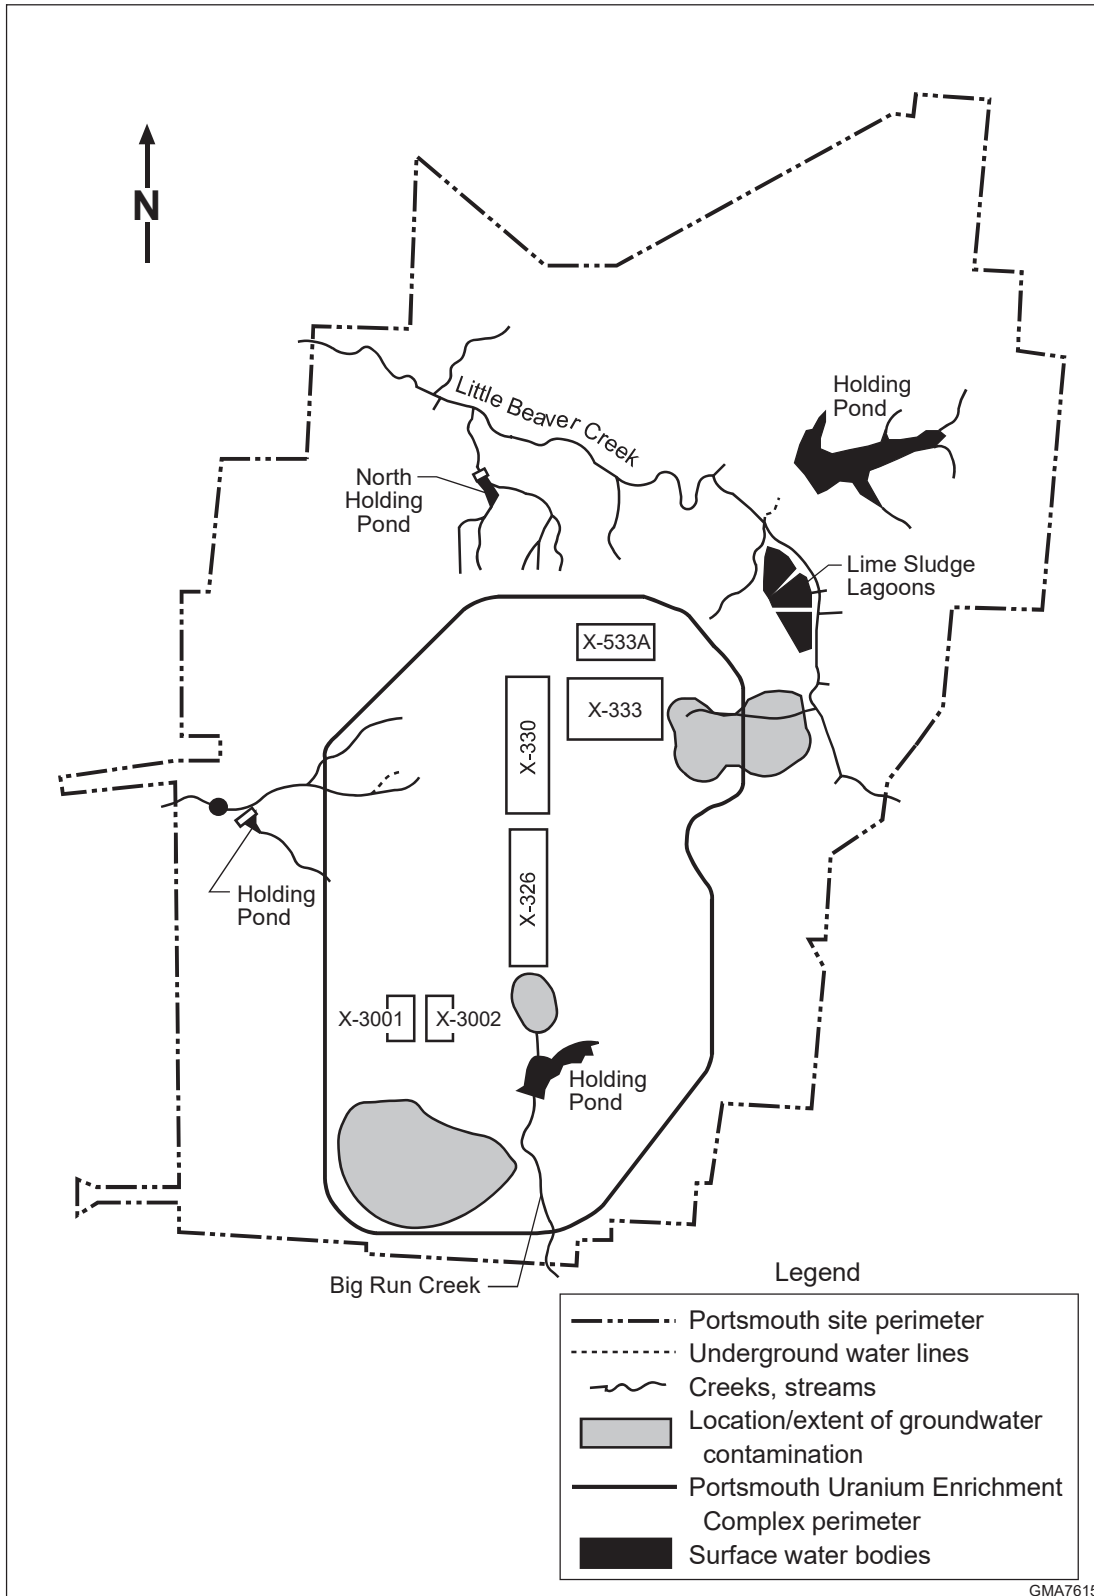 N
Little Beaver Creek
Holding
Pond
North
Holding
Pond
Lime Sludge
Lagoons
X-533A
X-333
X-330
X-326
Holding
Pond
X-3001
X-3002
Holding
Pond
Big Run Creek
Legend
Portsmouth site perimeter
Underground water lines
Creeks, streams
Location/extent of groundwater
contamination
Portsmouth Uranium Enrichment
Complex perimeter
Surface water bodies
GMA7615